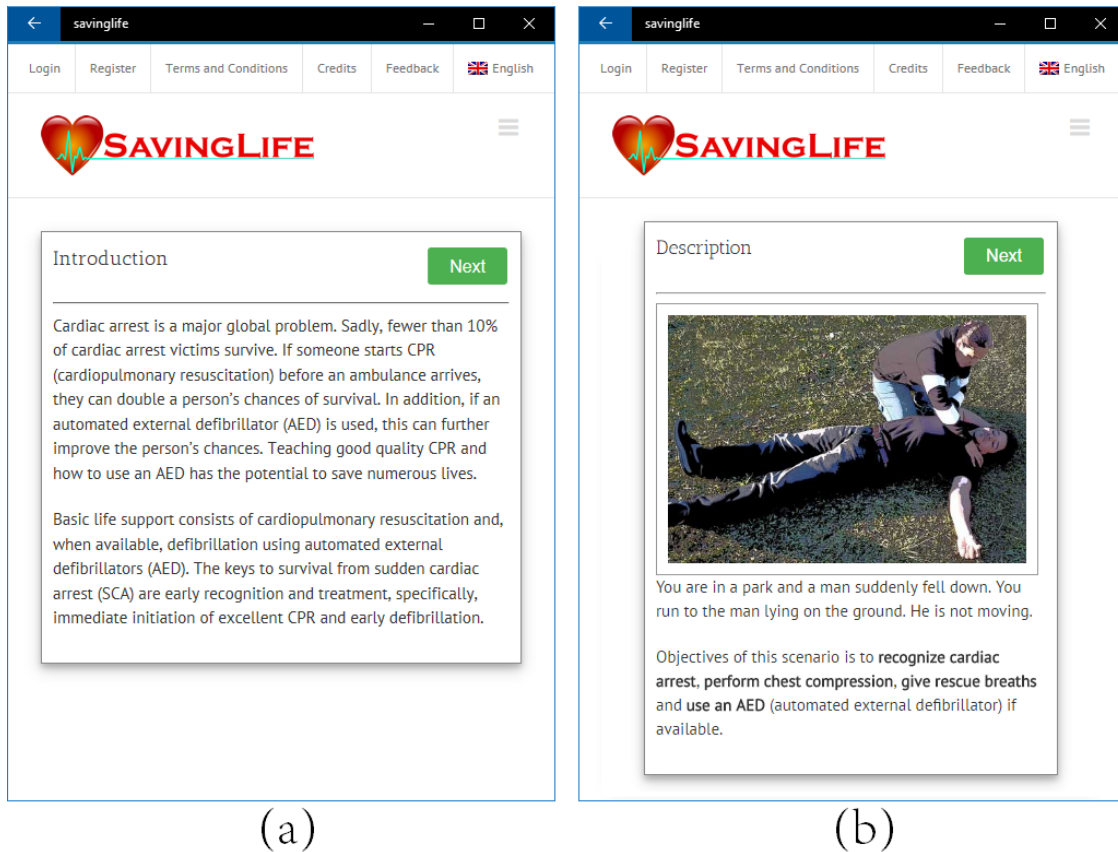 savinglife
Login Register Terms and Conditions Credits Feedback English
SAVINGLIFE
Introduction
Next
Cardiac arrest is a major global problem. Sadly, fewer than 10%
of cardiac arrest victims survive. If someone starts CPR
(cardiopulmonary resuscitation) before an ambulance arrives,
they can double a person's chances of survival. In addition, if an
automated external defibrillator (AED) is used, this can further
improve the person's chances. Teaching good quality CPR and
how to use an AED has the potential to save numerous lives.
Basic life support consists of cardiopulmonary resuscitation and,
when available, defibrillation using automated external
defibrillators (AED). The keys to survival from sudden cardiac
arrest (SCA) are early recognition and treatment, specifically,
immediate initiation of excellent CPR and early defibrillation.
(a)
savinglife
Login Register Terms and Conditions Credits Feedback English
SAVINGLIFE
Description
Next
You are in a park and a man suddenly fell down. You
run to the man lying on the ground. He is not moving.
Objectives of this scenario is to recognize cardiac
arrest, perform chest compression, give rescue breaths
and use an AED (automated external defibrillator) if
available.
(b)